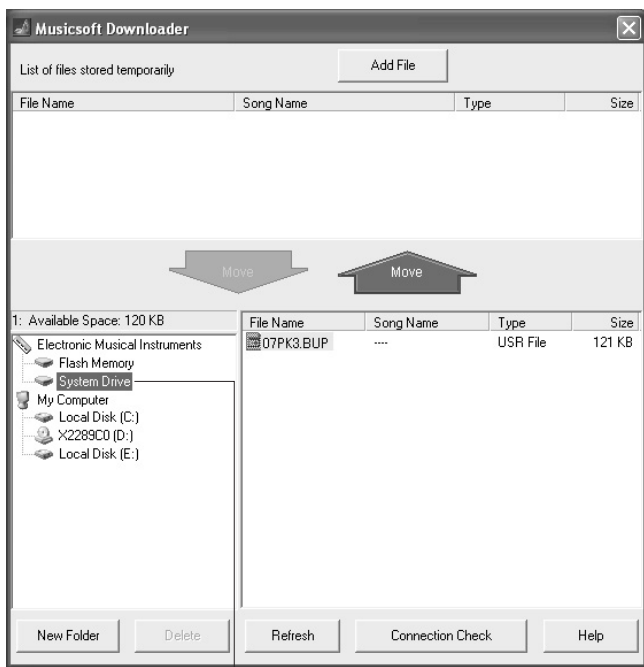 Musicsoft Downloader
List of files stored temporarily
Add File
File Name Song Name Type Size
Move Move
1: Available Space: 120 KB
Electronic Musical Instruments
Flash Memory
System Drive
My Computer
Local Disk (C:)
X2289C0 (D:)
Local Disk (E:)
File Name Song Name Type Size
07PK3.BUP ---- USR File 121 KB
New Folder Delete Refresh Connection Check Help